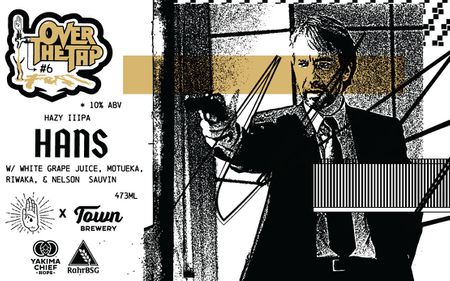 OVER
THE TAP
#6
* 10% ABV
HAZY IIIPA
HANS
W/ WHITE GRAPE JUICE, MOTUEKA,
RIWAKA, & NELSON SAUVIN
473ML
X Town
BREWERY
YAKIMA
CHIEF
HOPS
RahrBSG